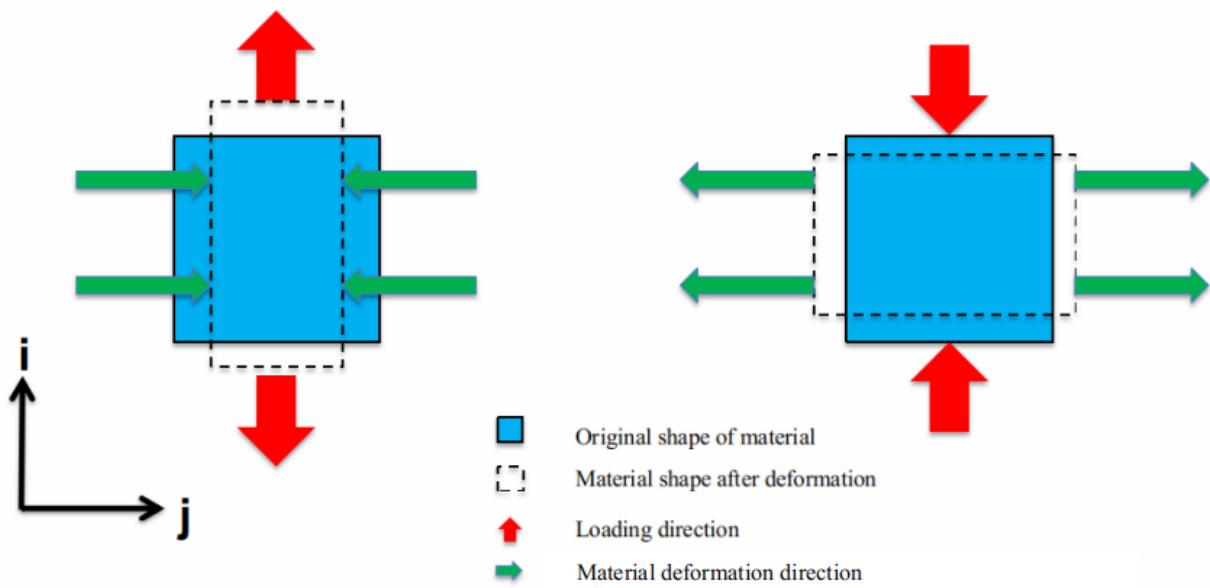 i
j
Original shape of material
Material shape after deformation
Loading direction
Material deformation direction